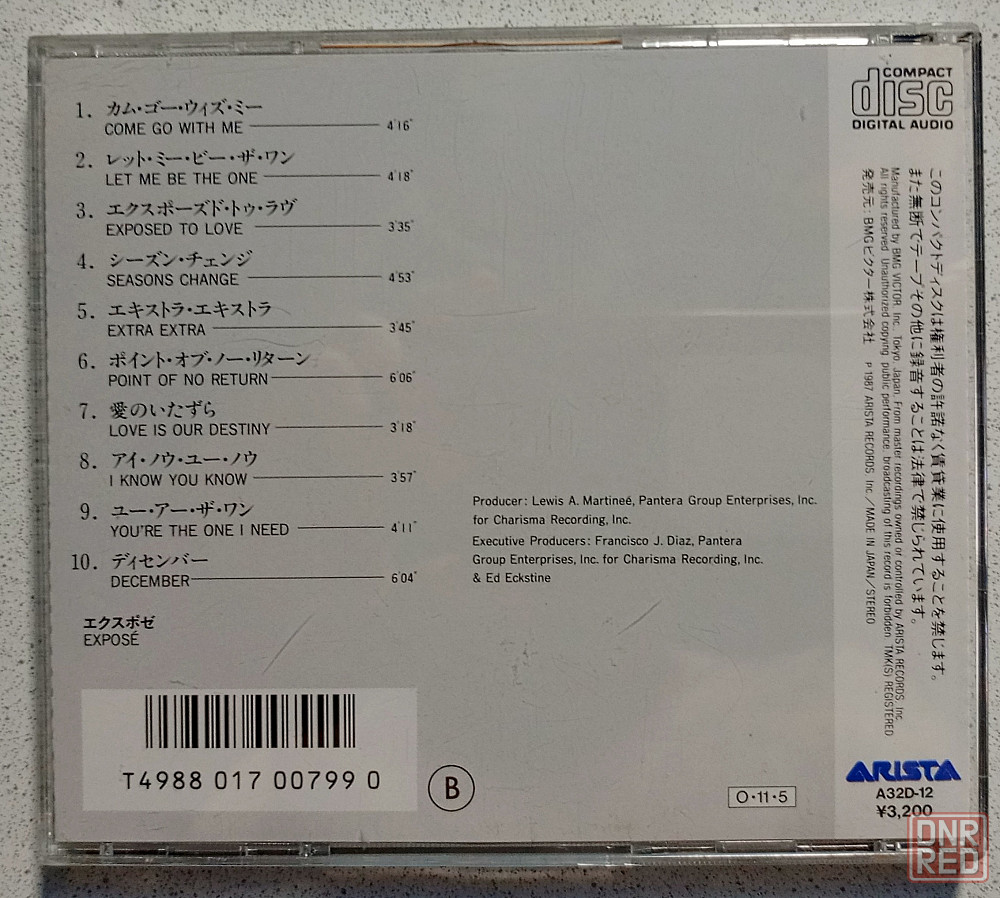 1. カム・ゴー・ウィズ・ミー
COME GO WITH ME 4'16"
2. レット・ミー・ビー・ザ・ワン
LET ME BE THE ONE 4'18"
3. エクスポーズド・トゥ・ラヴ
EXPOSED TO LOVE 3'35"
4. シーズン・チェンジ
SEASONS CHANGE 4'53"
5. エキストラ・エキストラ
EXTRA EXTRA 3'45"
6. ポイント・オブ・ノー・リターン
POINT OF NO RETURN 6'06"
7. 愛のいたずら
LOVE IS OUR DESTINY 3'18"
8. アイ・ノウ・ユー・ノウ
I KNOW YOU KNOW 3'57"
9. ユー・アー・ザ・ワン
YOU'RE THE ONE I NEED 4'11"
10. ディセンバー
DECEMBER 6'04"
エクスポゼ
EXPOSÉ
Producer: Lewis A. Martineé, Pantera Group Enterprises, Inc.
for Charisma Recording, Inc.
Executive Producers: Francisco J. Diaz, Pantera
Group Enterprises, Inc. for Charisma Recording, Inc.
& Ed Eckstine
T4988 017 00799 0
B
O・11・5
COMPACT
disc
DIGITAL AUDIO
このコンパクトディスクは権利者の許諾なく賃貸業に使用することを禁じます。
また無断でテープその他に録音することは法律で禁じられています。
Manufactured by BMG VICTOR, Inc. Tokyo, Japan. From master recordings owned or controlled by ARISTA RECORDS, Inc.
All rights reserved. Unauthorized copying, public performance, broadcasting of this record is forbidden. TMK(S) REGISTERED
発売元：BMGビクター株式会社 ℗ 1987 ARISTA RECORDS, Inc.／MADE IN JAPAN／STEREO
ARISTA
A32D-12
¥3,200
DNR
RED